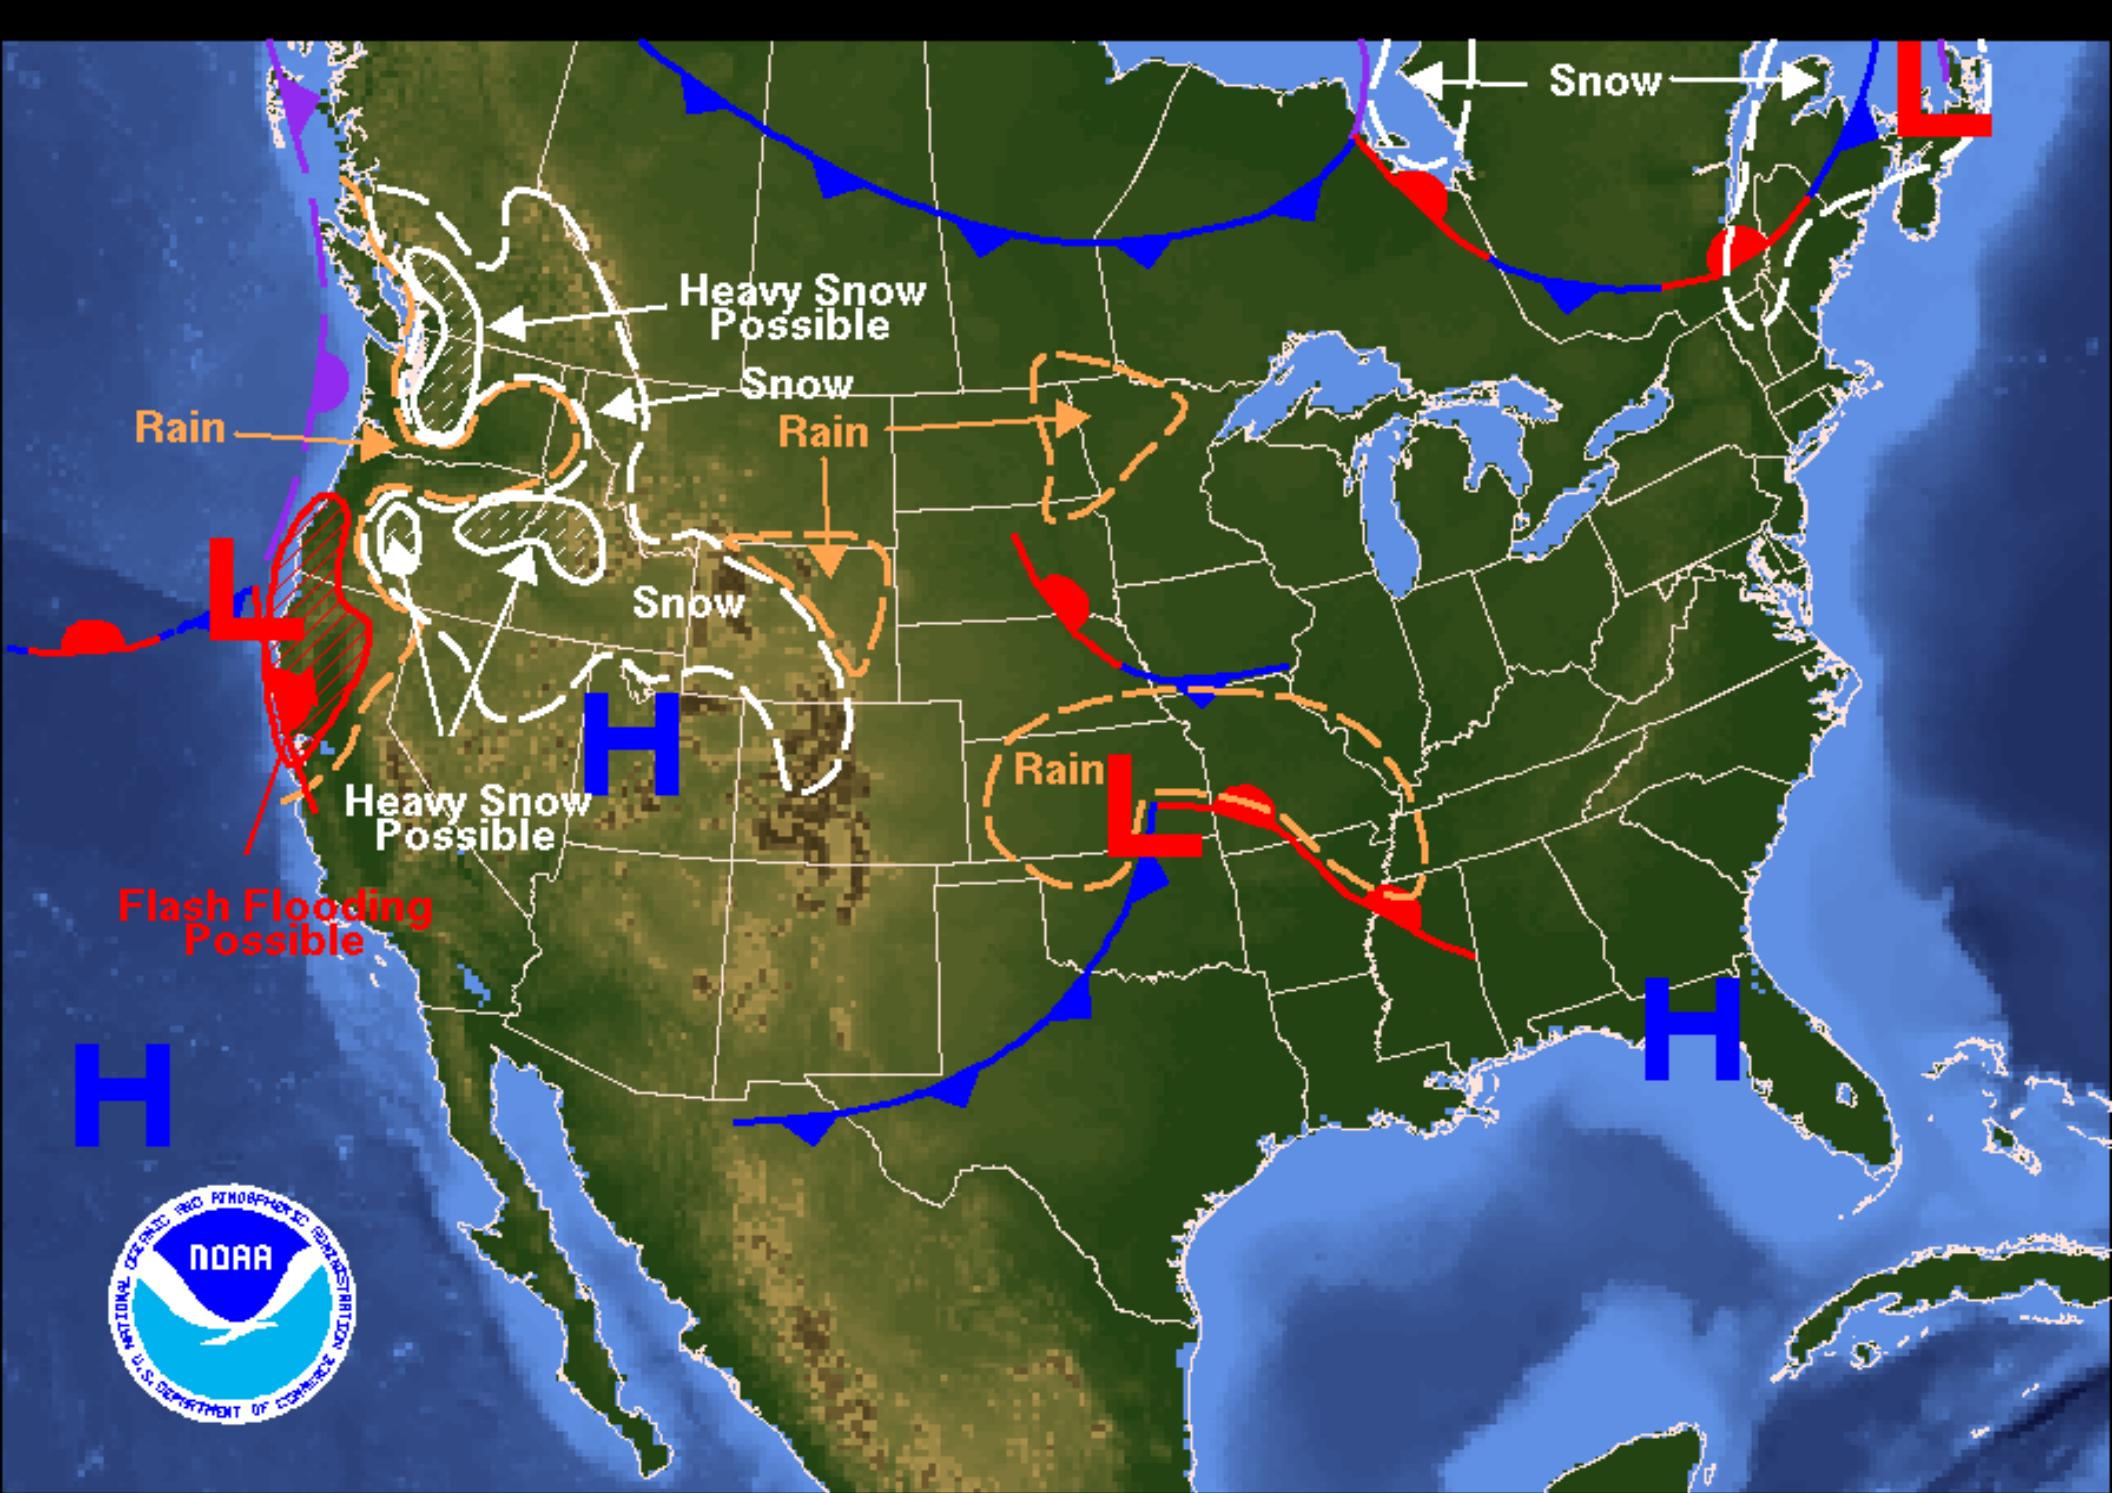 Snow
Heavy Snow
Possible
Snow
Rain
Rain
Snow
Rain
Heavy Snow
Possible
Flash Flooding
Possible
L
L
L
H
H
H
NOAA
NATIONAL OCEANIC AND ATMOSPHERIC ADMINISTRATION
U.S. DEPARTMENT OF COMMERCE